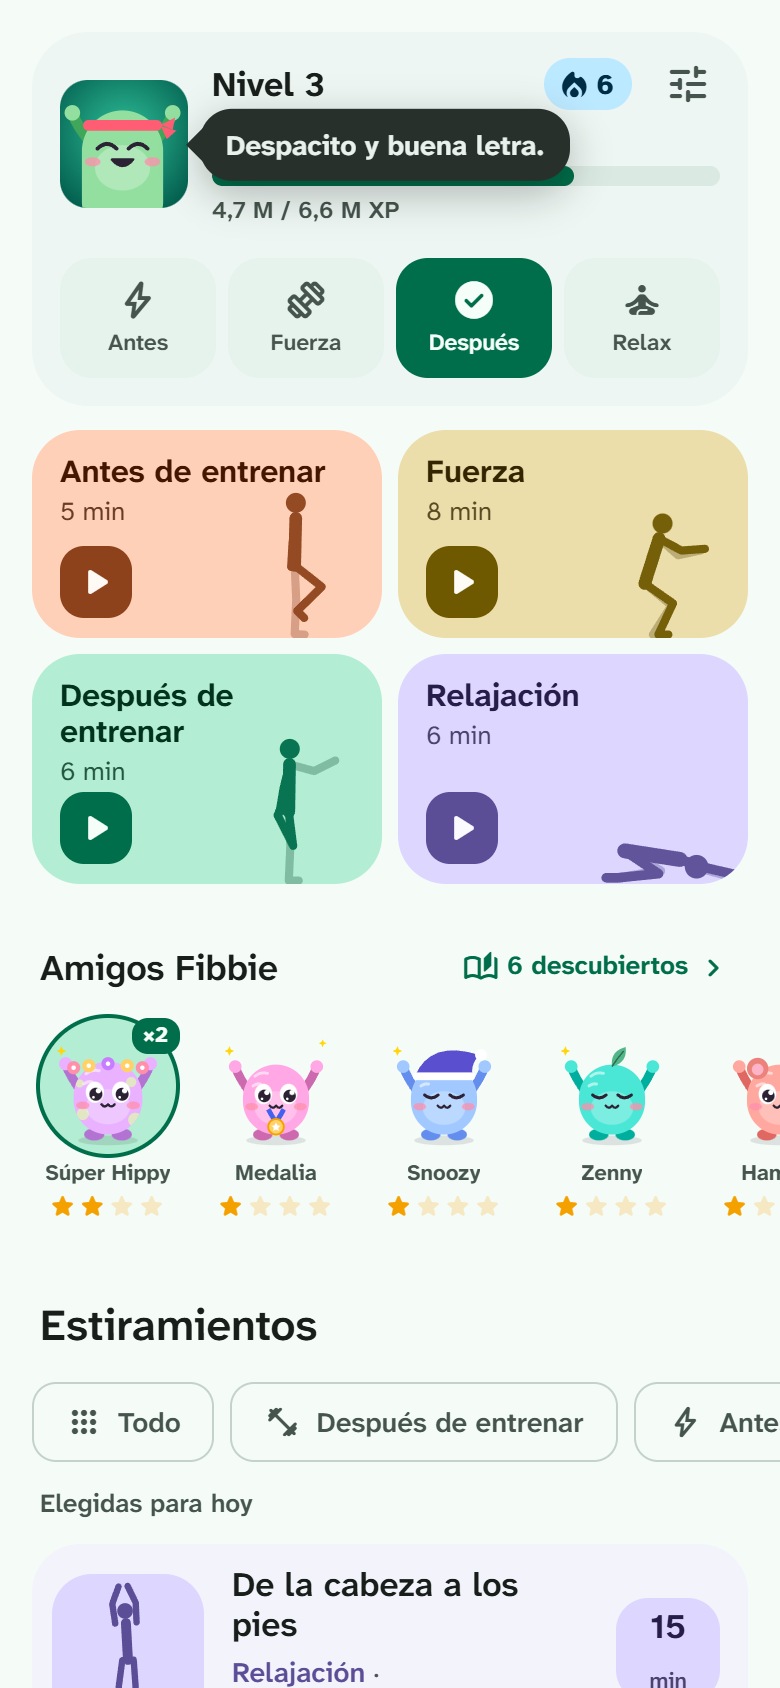 Nivel 3
6
Despacito y buena letra.
4,7 M / 6,6 M XP
Antes
Fuerza
Después
Relax
Antes de entrenar
5 min
Fuerza
8 min
Después de
entrenar
6 min
Relajación
6 min
Amigos Fibbie
6 descubiertos
×2
Súper Hippy
Medalia
Snoozy
Zenny
Estiramientos
Todo
Después de entrenar
Elegidas para hoy
De la cabeza a los
pies
15
min
Relajación ·